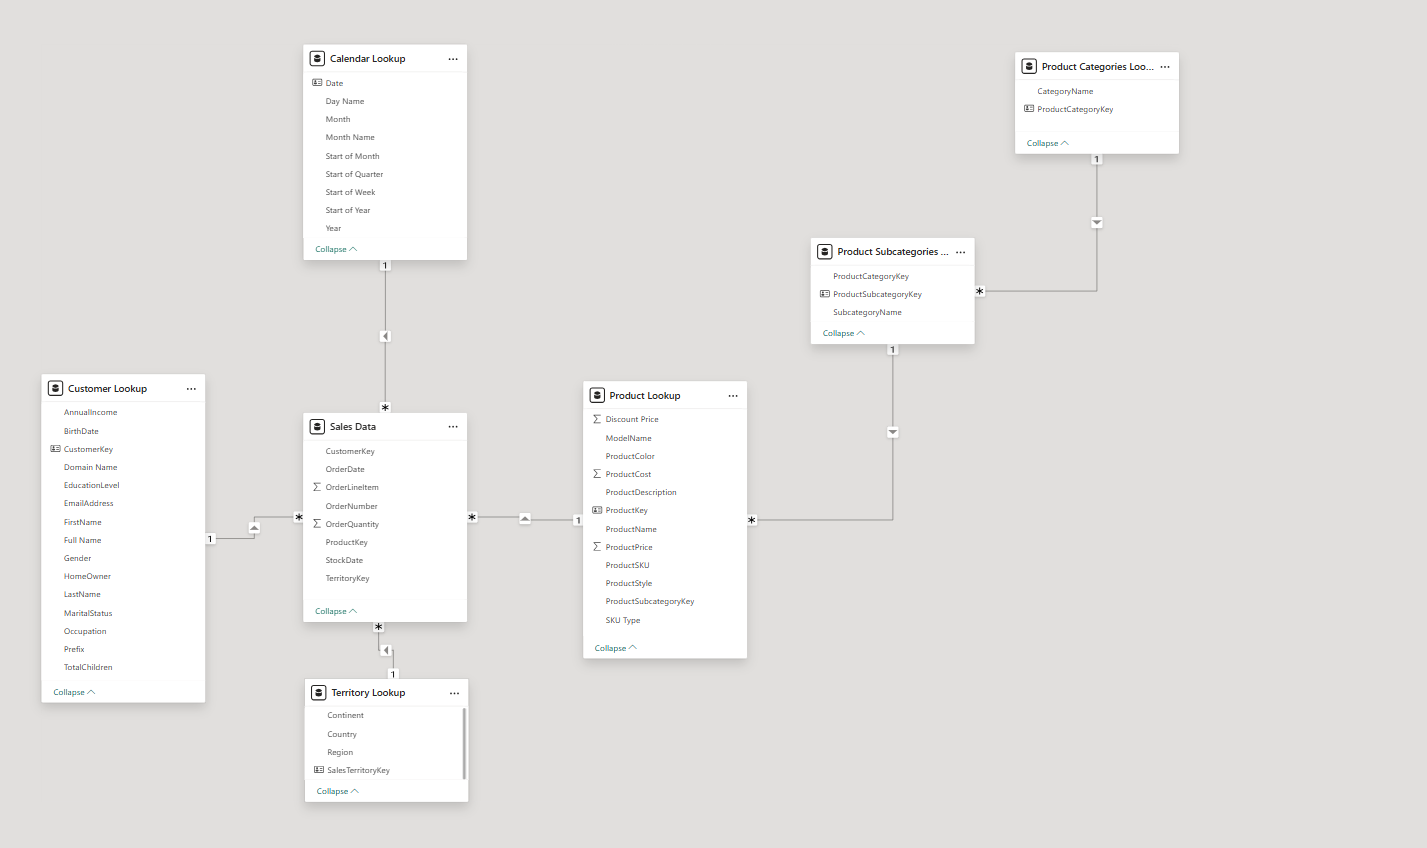 Calendar Lookup
Date
Day Name
Month
Month Name
Start of Month
Start of Quarter
Start of Week
Start of Year
Year
Collapse
1
*
Product Categories Loo...
CategoryName
ProductCategoryKey
Collapse
1
*
Product Subcategories ...
ProductCategoryKey
ProductSubcategoryKey
SubcategoryName
Collapse
1
*
Customer Lookup
AnnualIncome
BirthDate
CustomerKey
Domain Name
EducationLevel
EmailAddress
FirstName
Full Name
Gender
HomeOwner
LastName
MaritalStatus
Occupation
Prefix
TotalChildren
Collapse
1
*
Sales Data
CustomerKey
OrderDate
OrderLineItem
OrderNumber
OrderQuantity
ProductKey
StockDate
TerritoryKey
Collapse
*
1
Product Lookup
Discount Price
ModelName
ProductColor
ProductCost
ProductDescription
ProductKey
ProductName
ProductPrice
ProductSKU
ProductStyle
ProductSubcategoryKey
SKU Type
Collapse
*
1
Territory Lookup
Continent
Country
Region
SalesTerritoryKey
Collapse